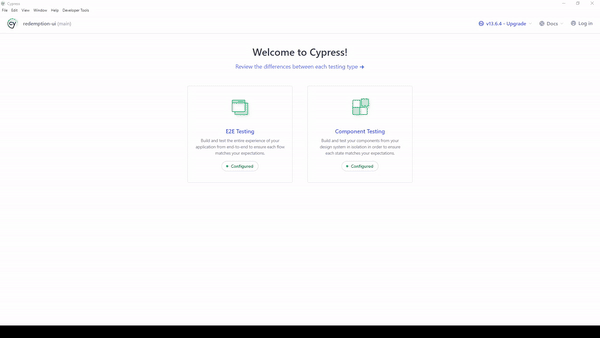 Cypress
File Edit View Window Help Developer Tools
cy redemption-ui (main) v13.6.4 • Upgrade Docs Log in
Welcome to Cypress!
Review the differences between each testing type →
E2E Testing
Build and test the entire experience of your
application from end-to-end to ensure each flow
matches your expectations.
Configured
Component Testing
Build and test your components from your
design system in isolation in order to ensure
each state matches your expectations.
Configured